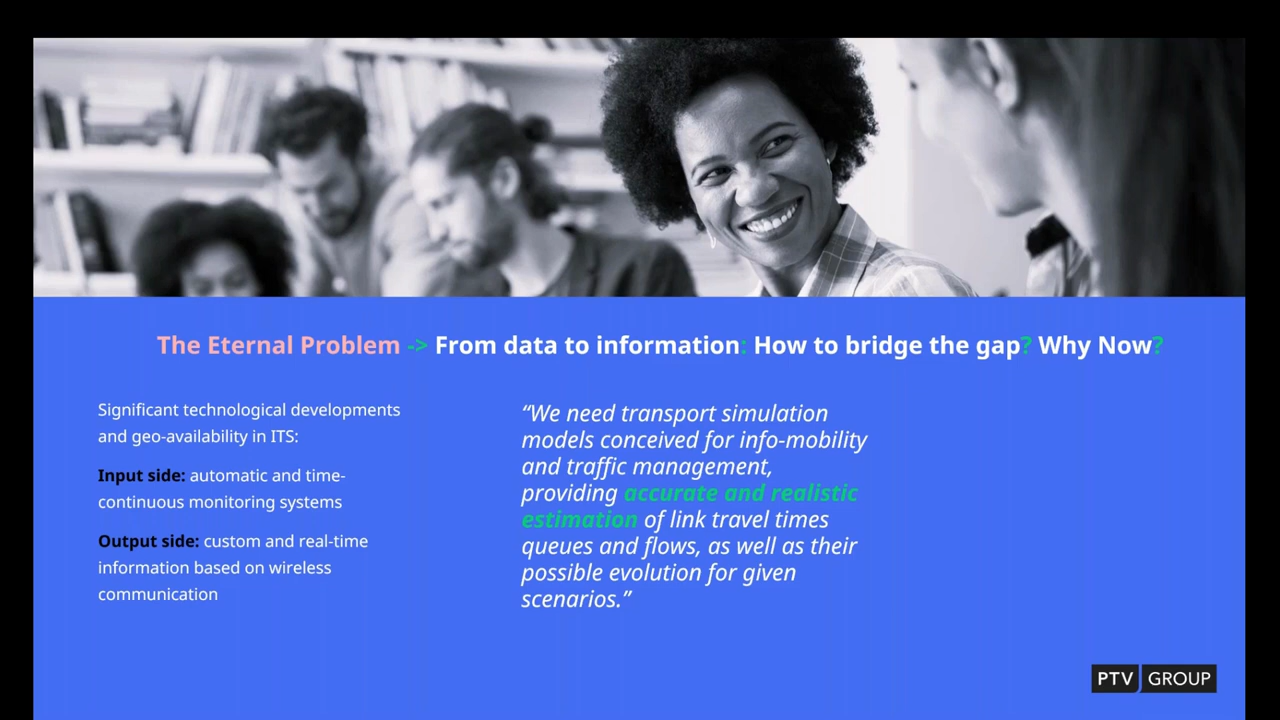 The Eternal Problem -> From data to information: How to bridge the gap? Why Now?
Significant technological developments
and geo-availability in ITS:
Input side: automatic and time-
continuous monitoring systems
Output side: custom and real-time
information based on wireless
communication
“We need transport simulation
models conceived for info-mobility
and traffic management,
providing accurate and realistic
estimation of link travel times
queues and flows, as well as their
possible evolution for given
scenarios.”
PTV GROUP